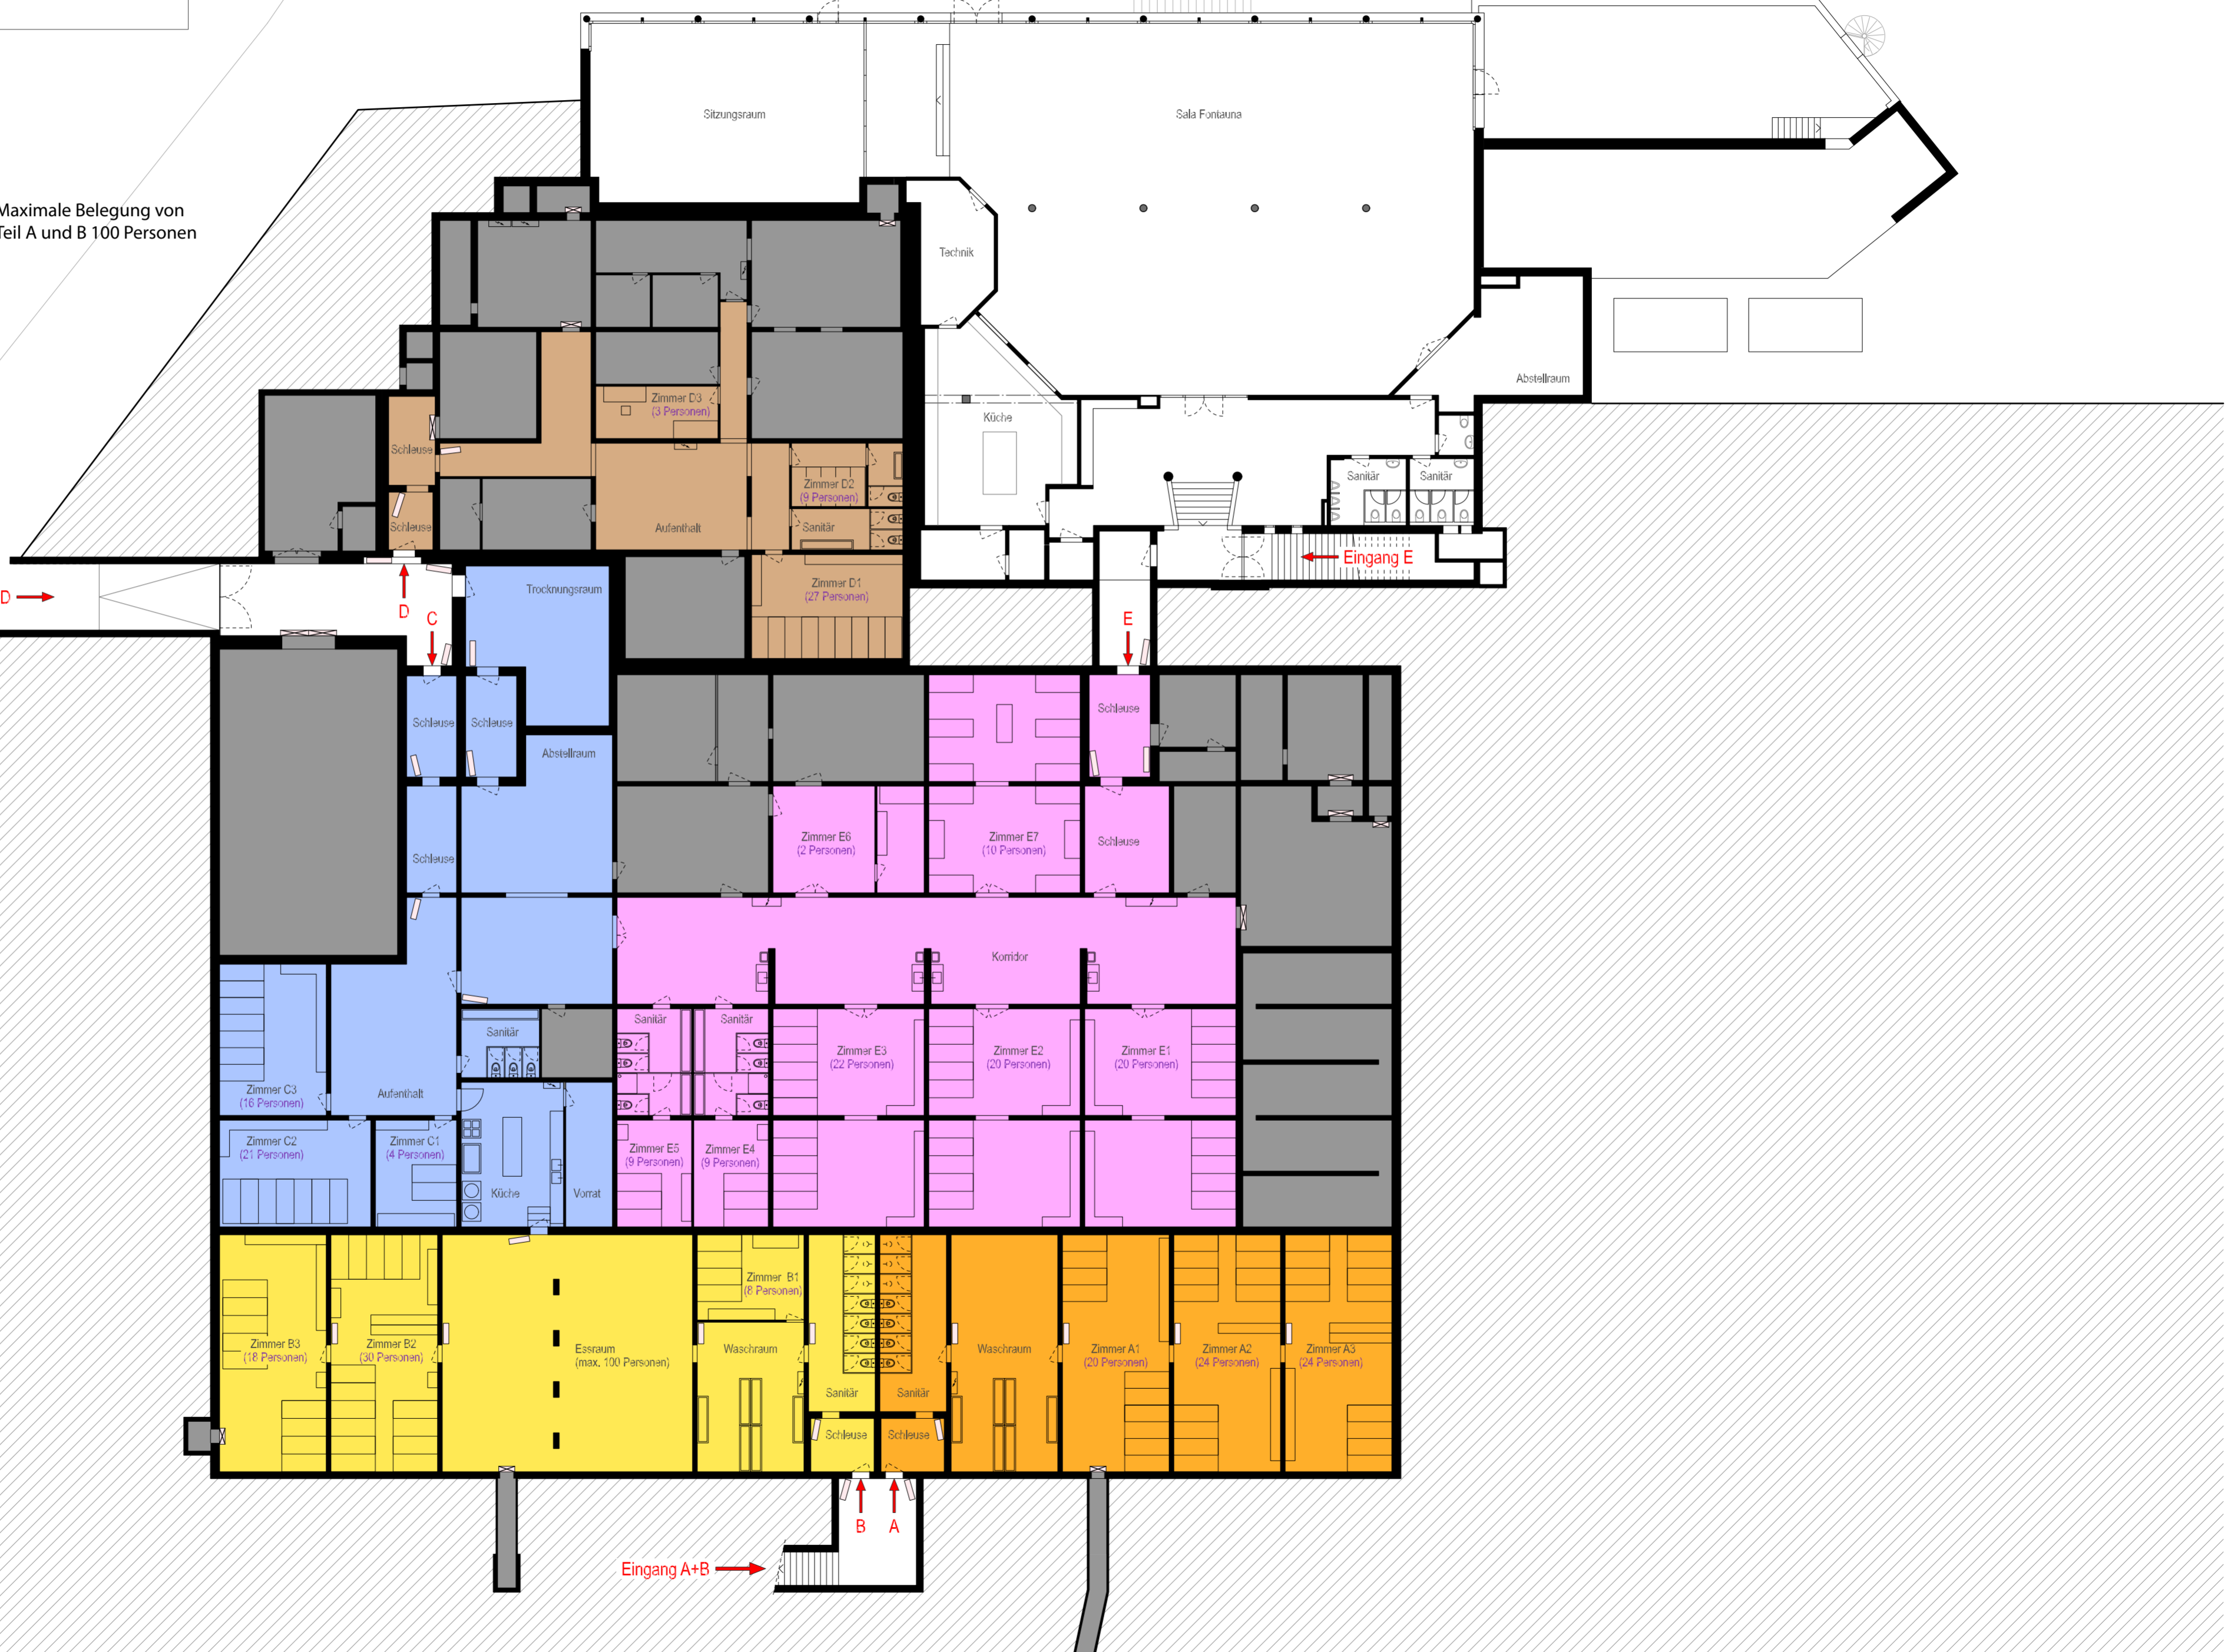 Sitzungsraum
Sala Fontauna
Maximale Belegung von
Teil A und B 100 Personen
Technik
Abstellraum
Zimmer D3
(3 Personen)
Küche
Schleuse
Sanitär
Sanitär
Zimmer D2
(9 Personen)
Schleuse
Aufenthalt
Sanitär
Eingang E
Zimmer D1
(27 Personen)
Trocknungsraum
D
D
C
E
Schleuse
Schleuse
Schleuse
Abstellraum
Zimmer E6
(2 Personen)
Zimmer E7
(10 Personen)
Schleuse
Schleuse
Korridor
Sanitär
Sanitär
Sanitär
Zimmer E3
(22 Personen)
Zimmer E2
(20 Personen)
Zimmer E1
(20 Personen)
Zimmer C3
(16 Personen)
Aufenthalt
Zimmer C2
(21 Personen)
Zimmer C1
(4 Personen)
Zimmer E5
(9 Personen)
Zimmer E4
(9 Personen)
Küche
Vorrat
Zimmer B1
(8 Personen)
Zimmer B3
(18 Personen)
Zimmer B2
(30 Personen)
Essraum
(max. 100 Personen)
Waschraum
Waschraum
Zimmer A1
(20 Personen)
Zimmer A2
(24 Personen)
Zimmer A3
(24 Personen)
Sanitär
Sanitär
Schleuse
Schleuse
B
A
Eingang A+B